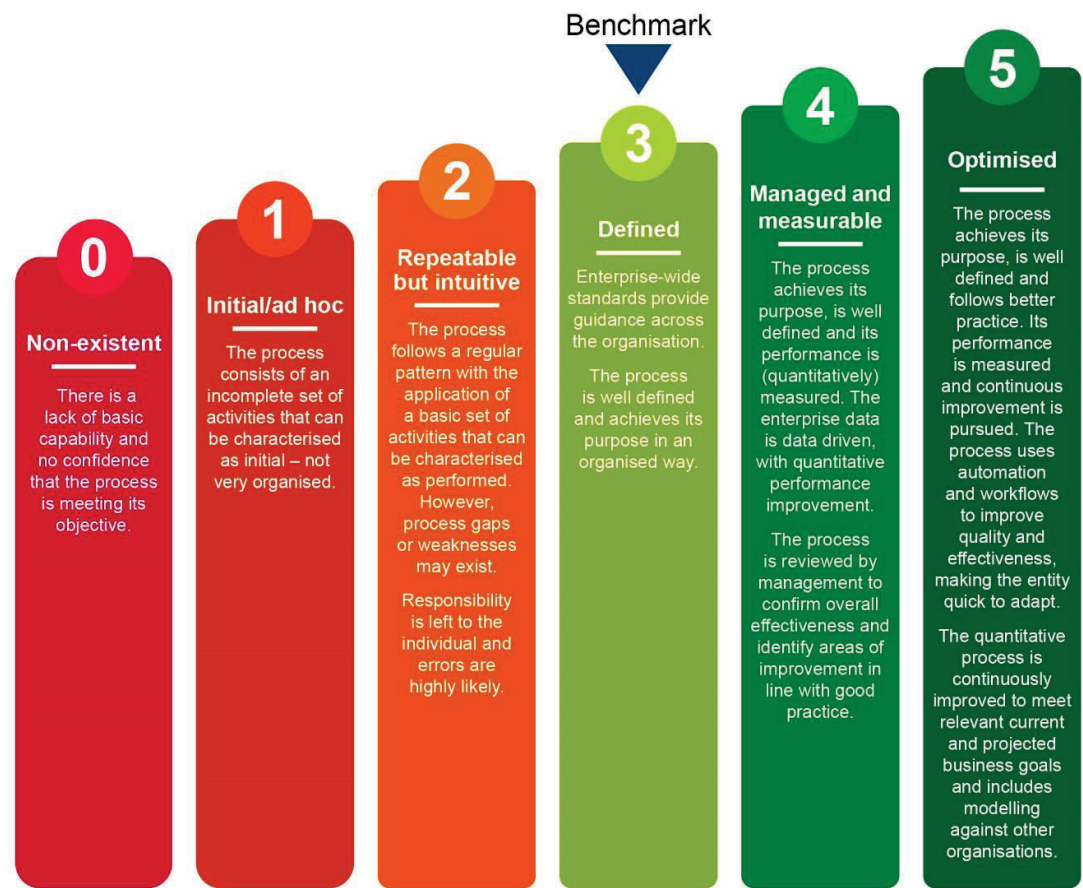 Benchmark
0
Non-existent
There is a
lack of basic
capability and
no confidence
that the process
is meeting its
objective.
1
Initial/ad hoc
The process
consists of an
incomplete set of
activities that can
be characterised
as initial – not
very organised.
2
Repeatable
but intuitive
The process
follows a regular
pattern with the
application of
a basic set of
activities that can
be characterised
as performed.
However,
process gaps
or weaknesses
may exist.
Responsibility
is left to the
individual and
errors are
highly likely.
3
Defined
Enterprise-wide
standards provide
guidance across
the organisation.
The process
is well defined
and achieves its
purpose in an
organised way.
4
Managed and
measurable
The process
achieves its
purpose, is well
defined and its
performance is
(quantitatively)
measured. The
enterprise data
is data driven,
with quantitative
performance
improvement.
The process
is reviewed by
management to
confirm overall
effectiveness and
identify areas of
improvement in
line with good
practice.
5
Optimised
The process
achieves its
purpose, is well
defined and
follows better
practice. Its
performance
is measured
and continuous
improvement is
pursued. The
process uses
automation
and workflows
to improve
quality and
effectiveness,
making the entity
quick to adapt.
The quantitative
process is
continuously
improved to meet
relevant current
and projected
business goals
and includes
modelling
against other
organisations.